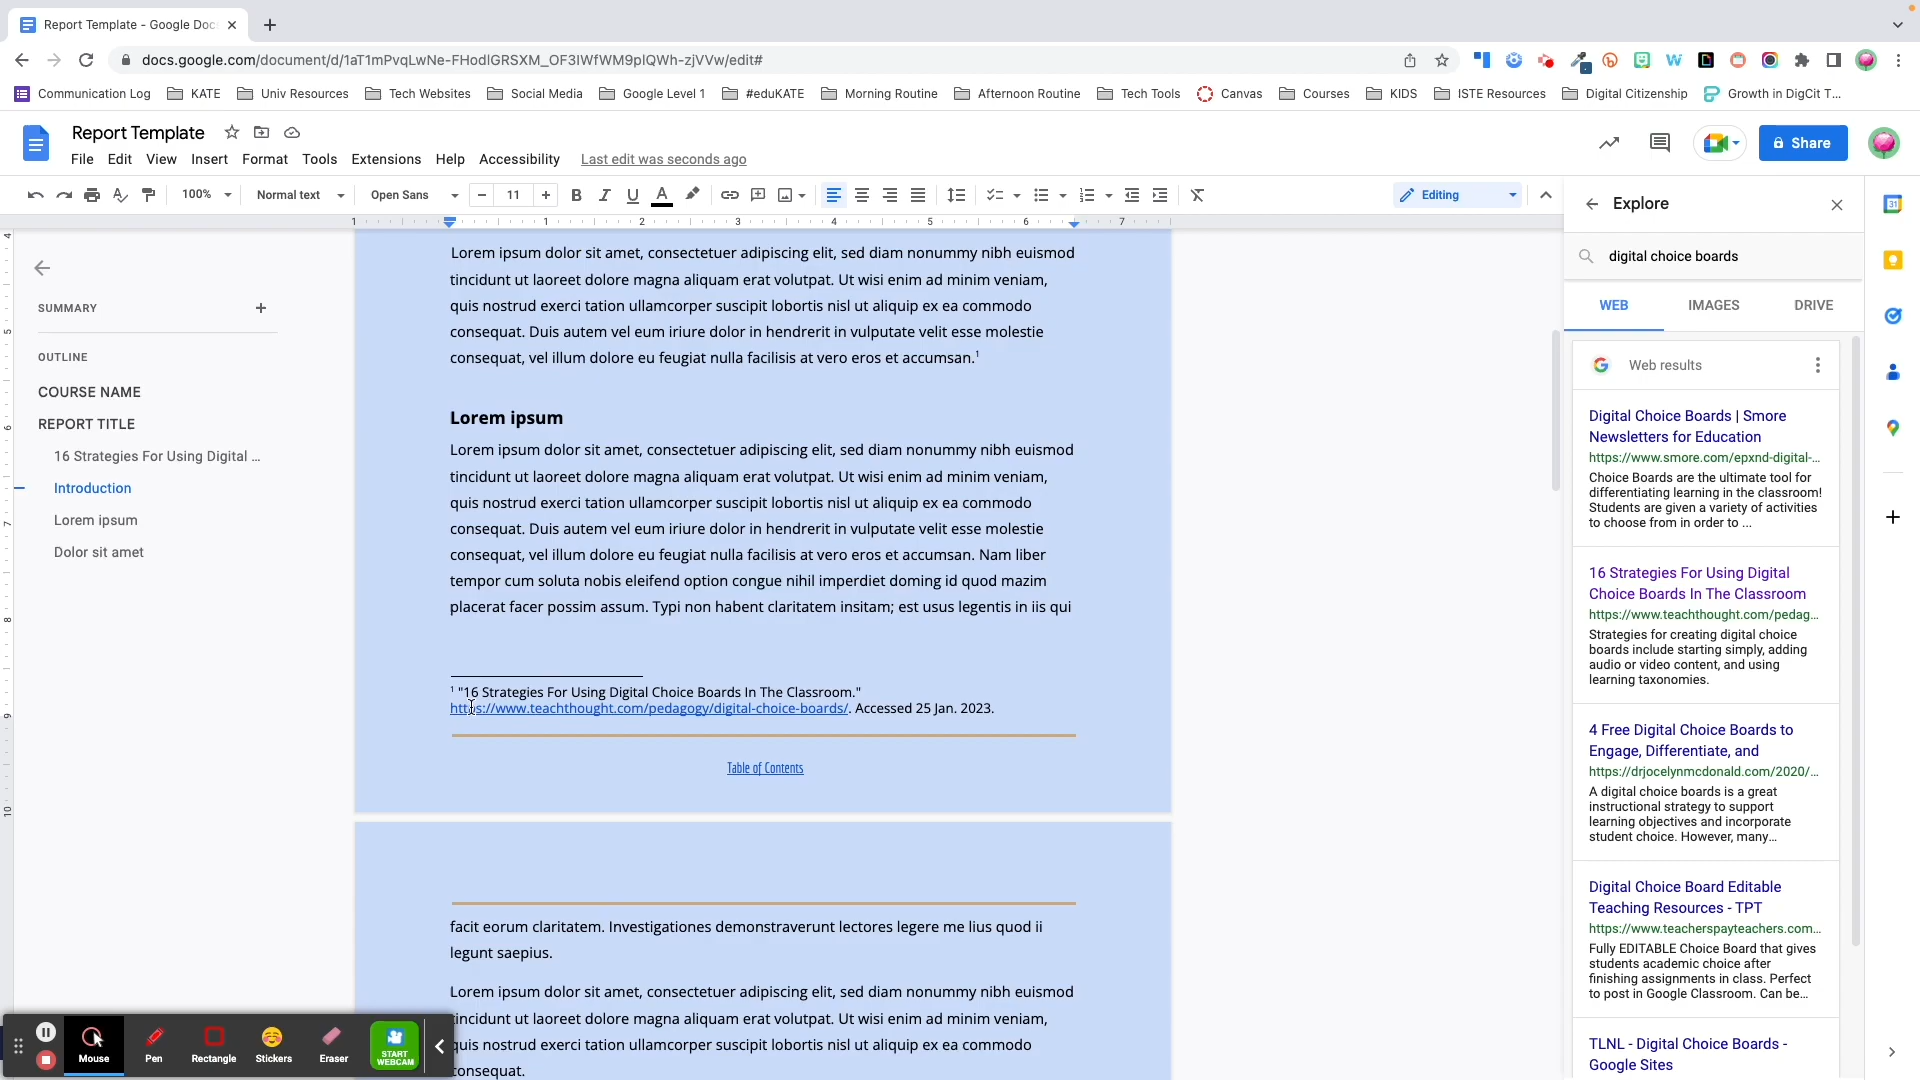 Report Template - Google Doc
docs.google.com/document/d/1aT1mPvqLwNe-FHodlGRSXM_OF3IWfWM9plQWh-zjVVw/edit#
Communication Log KATE Univ Resources Tech Websites Social Media Google Level 1 #eduKATE Morning Routine Afternoon Routine Tech Tools Canvas Courses KIDS ISTE Resources Digital Citizenship Growth in DigCit T...
Report Template
File Edit View Insert Format Tools Extensions Help Accessibility Last edit was seconds ago
Share
100% Normal text Open Sans 11 Editing
1 1 2 3 4 5 6 7
Explore
digital choice boards
WEB IMAGES DRIVE
Web results
Digital Choice Boards | Smore
Newsletters for Education
https://www.smore.com/epxnd-digital-...
Choice Boards are the ultimate tool for
differentiating learning in the classroom!
Students are given a variety of activities
to choose from in order to ...
16 Strategies For Using Digital
Choice Boards In The Classroom
https://www.teachthought.com/pedag...
Strategies for creating digital choice
boards include starting simply, adding
audio or video content, and using
learning taxonomies.
4 Free Digital Choice Boards to
Engage, Differentiate, and
https://drjocelynmcdonald.com/2020/...
A digital choice boards is a great
instructional strategy to support
learning objectives and incorporate
student choice. However, many...
Digital Choice Board Editable
Teaching Resources - TPT
https://www.teacherspayteachers.com...
Fully EDITABLE Choice Board that gives
students academic choice after
finishing assignments in class. Perfect
to post in Google Classroom. Can be...
TLNL - Digital Choice Boards -
Google Sites
SUMMARY
OUTLINE
COURSE NAME
REPORT TITLE
16 Strategies For Using Digital ...
Introduction
Lorem ipsum
Dolor sit amet
4
5
6
7
8
9
10
Lorem ipsum dolor sit amet, consectetuer adipiscing elit, sed diam nonummy nibh euismod
tincidunt ut laoreet dolore magna aliquam erat volutpat. Ut wisi enim ad minim veniam,
quis nostrud exerci tation ullamcorper suscipit lobortis nisl ut aliquip ex ea commodo
consequat. Duis autem vel eum iriure dolor in hendrerit in vulputate velit esse molestie
consequat, vel illum dolore eu feugiat nulla facilisis at vero eros et accumsan.1
Lorem ipsum
Lorem ipsum dolor sit amet, consectetuer adipiscing elit, sed diam nonummy nibh euismod
tincidunt ut laoreet dolore magna aliquam erat volutpat. Ut wisi enim ad minim veniam,
quis nostrud exerci tation ullamcorper suscipit lobortis nisl ut aliquip ex ea commodo
consequat. Duis autem vel eum iriure dolor in hendrerit in vulputate velit esse molestie
consequat, vel illum dolore eu feugiat nulla facilisis at vero eros et accumsan. Nam liber
tempor cum soluta nobis eleifend option congue nihil imperdiet doming id quod mazim
placerat facer possim assum. Typi non habent claritatem insitam; est usus legentis in iis qui
1 "16 Strategies For Using Digital Choice Boards In The Classroom."
https://www.teachthought.com/pedagogy/digital-choice-boards/. Accessed 25 Jan. 2023.
Table of Contents
facit eorum claritatem. Investigationes demonstraverunt lectores legere me lius quod ii
legunt saepius.
Lorem ipsum dolor sit amet, consectetuer adipiscing elit, sed diam nonummy nibh euismod
tincidunt ut laoreet dolore magna aliquam erat volutpat. Ut wisi enim ad minim veniam,
quis nostrud exerci tation ullamcorper suscipit lobortis nisl ut aliquip ex ea commodo
consequat.
Mouse Pen Rectangle Stickers Eraser START WEBCAM
31